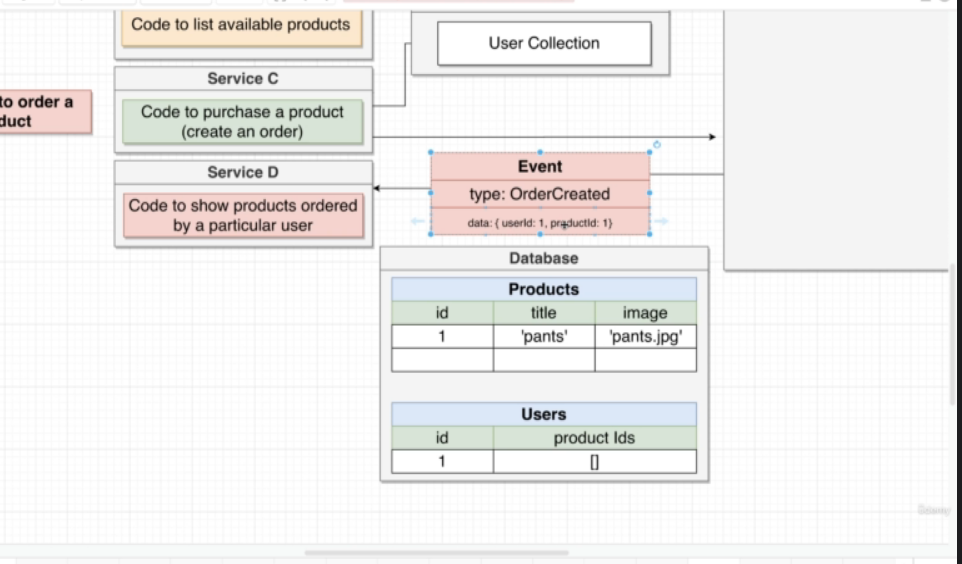 Code to list available products
User Collection
Service C
to order a
duct
Code to purchase a product
(create an order)
Event
type: OrderCreated
data: { userId: 1, productId: 1}
Service D
Code to show products ordered
by a particular user
Database
Products
id title image
1 'pants' 'pants.jpg'
Users
id product Ids
1 []
Udemy